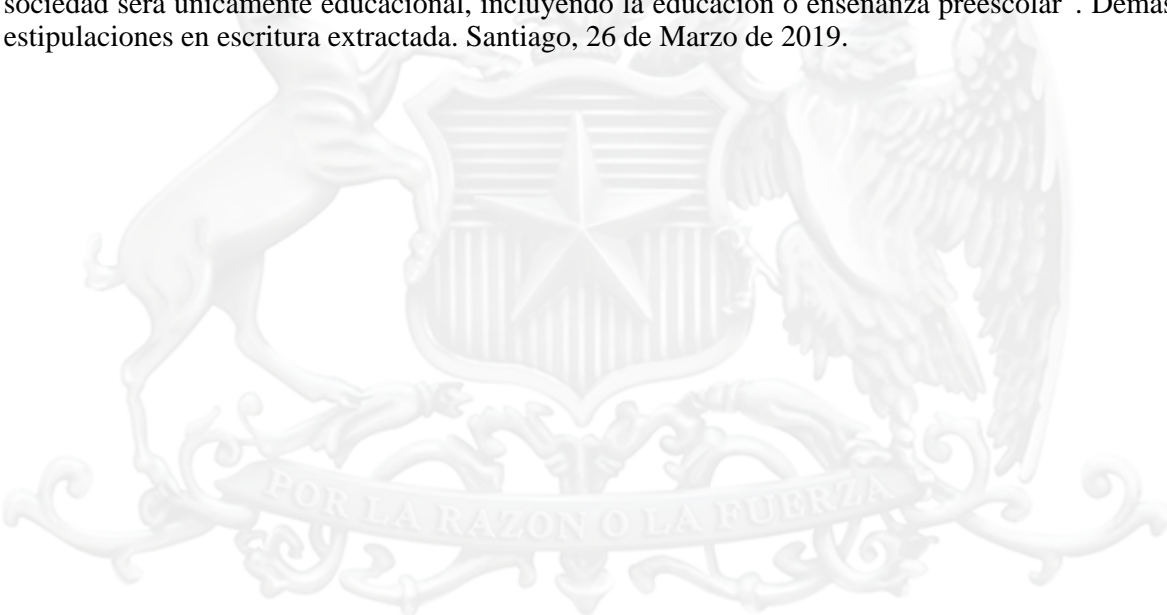 sociedad será únicamente educacional, incluyendo la educación o enseñanza preescolar". Demás
estipulaciones en escritura extractada. Santiago, 26 de Marzo de 2019.
POR LA RAZON O LA FUERZA